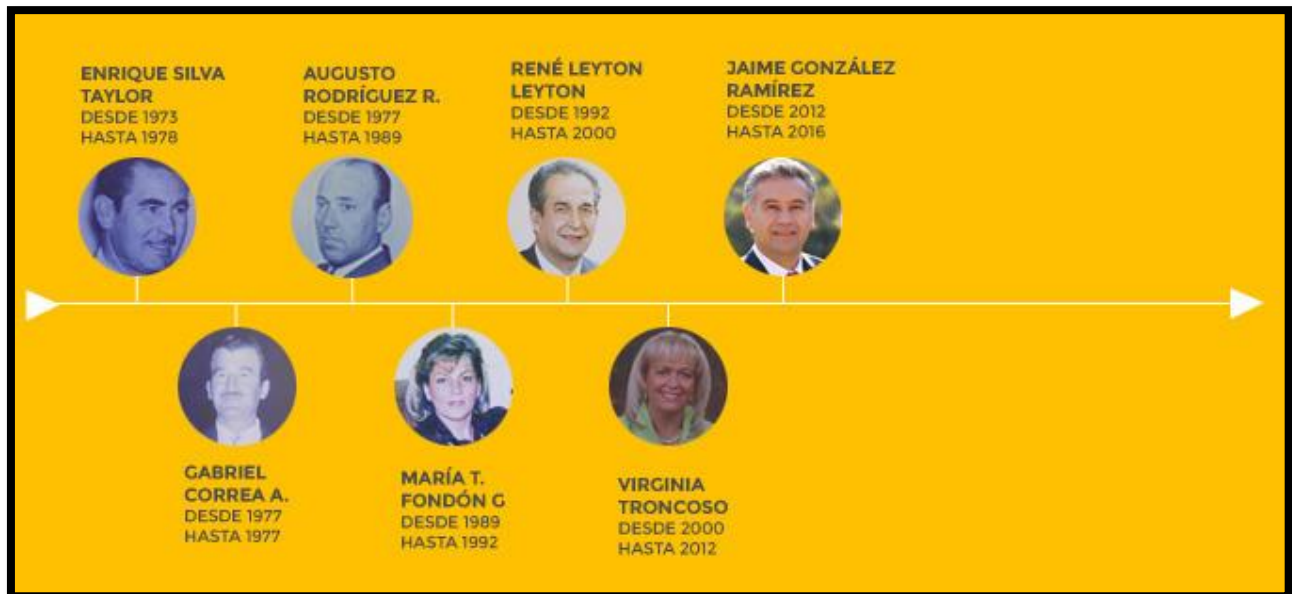 ENRIQUE SILVA
TAYLOR
DESDE 1973
HASTA 1978
AUGUSTO
RODRÍGUEZ R.
DESDE 1977
HASTA 1989
RENÉ LEYTON
LEYTON
DESDE 1992
HASTA 2000
JAIME GONZÁLEZ
RAMÍREZ
DESDE 2012
HASTA 2016
GABRIEL
CORREA A.
DESDE 1977
HASTA 1977
MARÍA T.
FONDÓN G
DESDE 1989
HASTA 1992
VIRGINIA
TRONCOSO
DESDE 2000
HASTA 2012